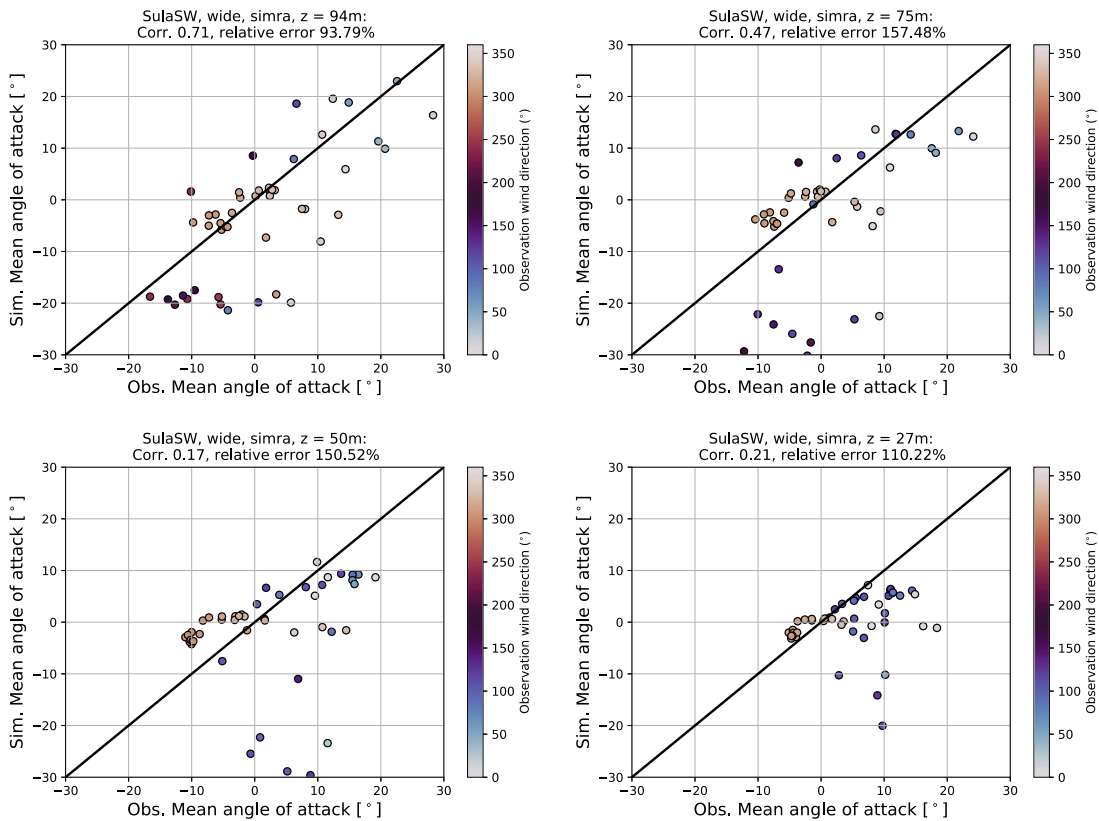 SulaSW, wide, simra, z = 94m:
Corr. 0.71, relative error 93.79%
30
20
10
0
−10
−20
−30
Sim. Mean angle of attack [°]
−30 −20 −10 0 10 20 30
Obs. Mean angle of attack [°]
350
300
250
200
150
100
50
0
Observation wind direction (°)
SulaSW, wide, simra, z = 75m:
Corr. 0.47, relative error 157.48%
30
20
10
0
−10
−20
−30
Sim. Mean angle of attack [°]
−30 −20 −10 0 10 20 30
Obs. Mean angle of attack [°]
350
300
250
200
150
100
50
0
Observation wind direction (°)
SulaSW, wide, simra, z = 50m:
Corr. 0.17, relative error 150.52%
30
20
10
0
−10
−20
−30
Sim. Mean angle of attack [°]
−30 −20 −10 0 10 20 30
Obs. Mean angle of attack [°]
350
300
250
200
150
100
50
0
Observation wind direction (°)
SulaSW, wide, simra, z = 27m:
Corr. 0.21, relative error 110.22%
30
20
10
0
−10
−20
−30
Sim. Mean angle of attack [°]
−30 −20 −10 0 10 20 30
Obs. Mean angle of attack [°]
350
300
250
200
150
100
50
0
Observation wind direction (°)